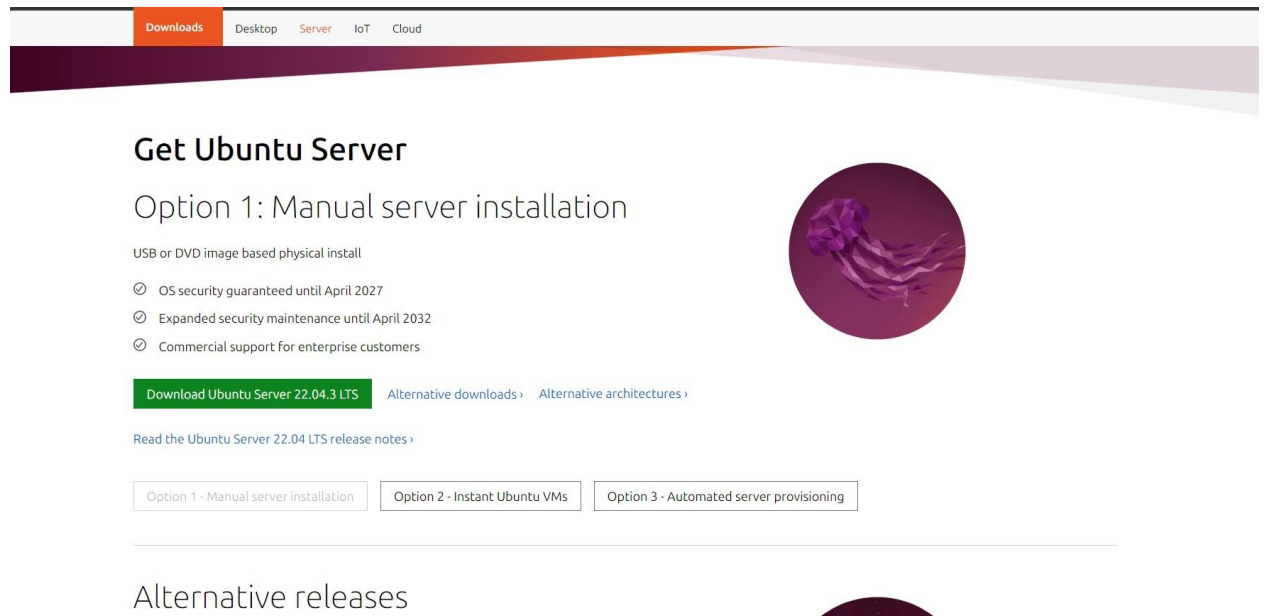 Downloads Desktop Server IoT Cloud
Get Ubuntu Server
Option 1: Manual server installation
USB or DVD image based physical install
OS security guaranteed until April 2027
Expanded security maintenance until April 2032
Commercial support for enterprise customers
Download Ubuntu Server 22.04.3 LTS Alternative downloads › Alternative architectures ›
Read the Ubuntu Server 22.04 LTS release notes ›
Option 1 - Manual server installation Option 2 - Instant Ubuntu VMs Option 3 - Automated server provisioning
Alternative releases